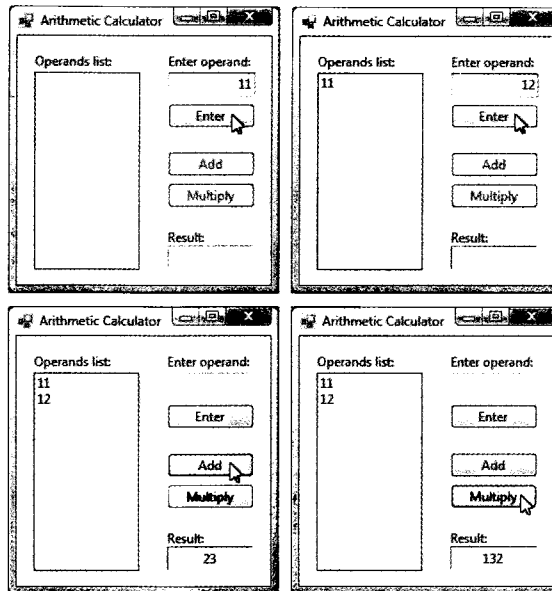 Arithmetic Calculator
Operands list:
Enter operand:
11
Enter
Add
Multiply
Result:
Arithmetic Calculator
Operands list:
11
Enter operand:
12
Enter
Add
Multiply
Result:
Arithmetic Calculator
Operands list:
11
12
Enter operand:
Enter
Add
Multiply
Result:
23
Arithmetic Calculator
Operands list:
11
12
Enter operand:
Enter
Add
Multiply
Result:
132